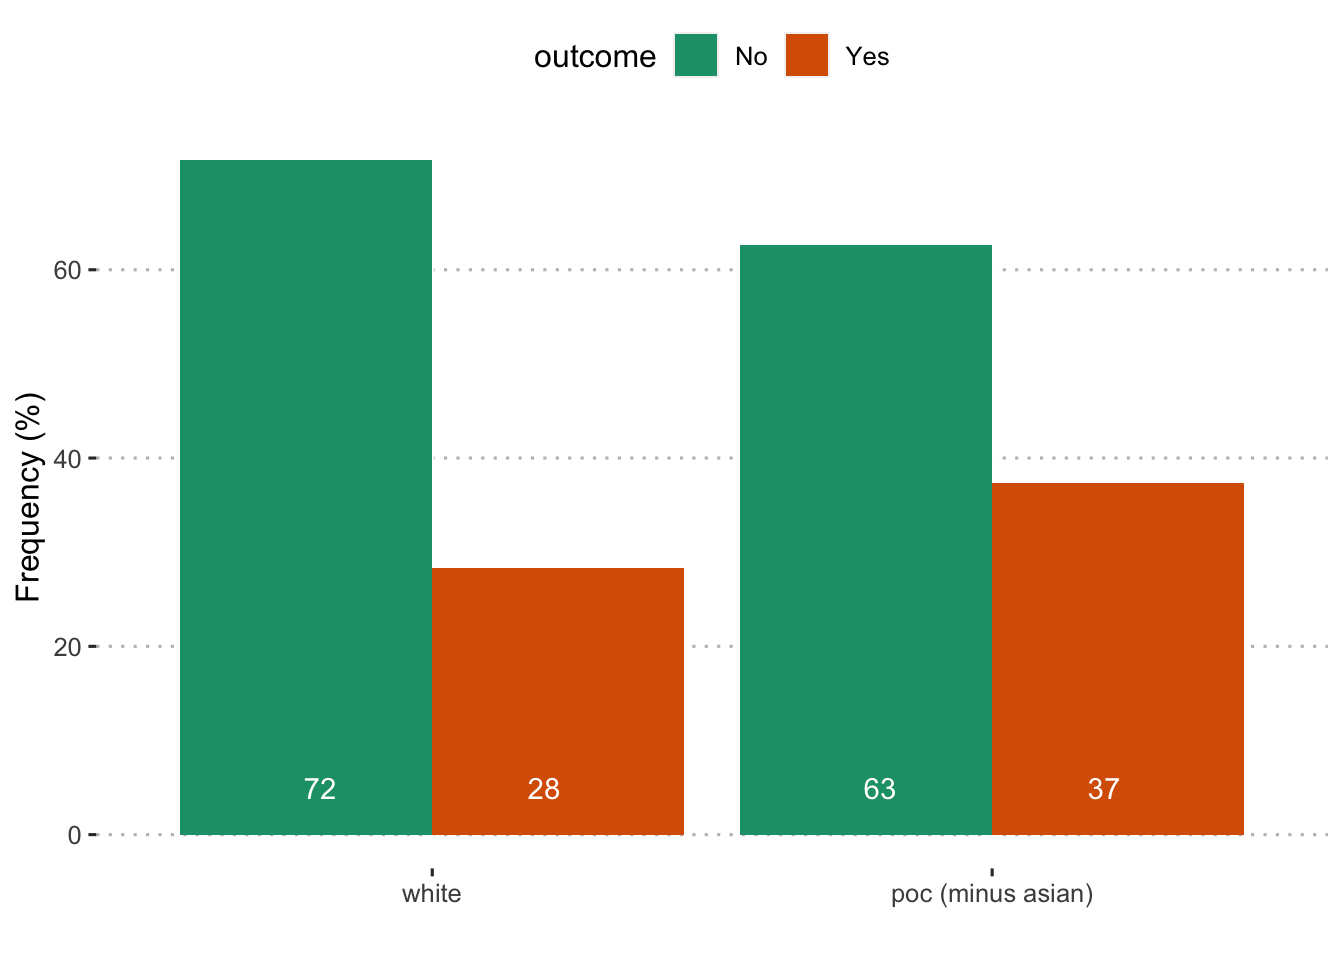 outcome No Yes
Frequency (%)
60
40
20
0
72 28 63 37
white poc (minus asian)